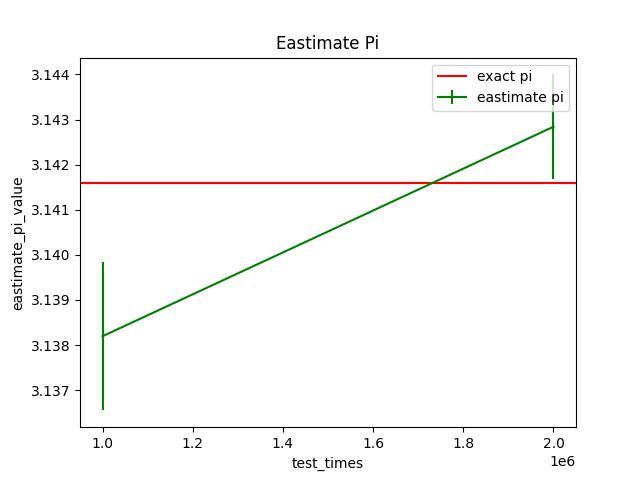 Eastimate Pi
exact pi
eastimate pi
3.144
3.143
3.142
3.141
3.140
3.139
3.138
3.137
eastimate_pi_value
1.0 1.2 1.4 1.6 1.8 2.0
1e6
test_times